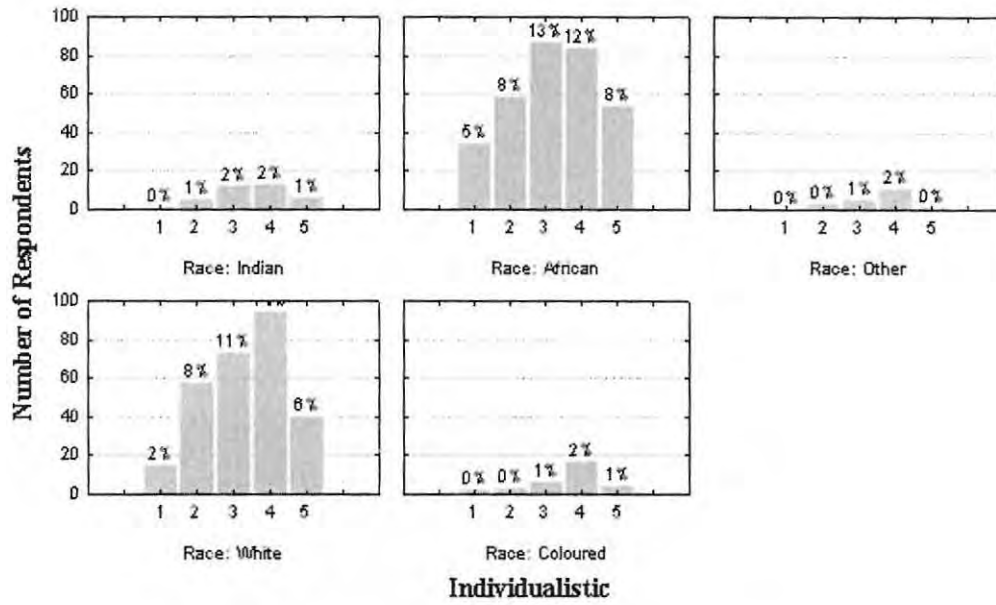 Number of Respondents
100
80
60
40
20
0
0% 1% 2% 2% 1%
1 2 3 4 5
Race: Indian
5% 8% 13% 12% 8%
1 2 3 4 5
Race: African
0% 0% 1% 2% 0%
1 2 3 4 5
Race: Other
100
80
60
40
20
0
2% 8% 11% 6%
1 2 3 4 5
Race: White
0% 0% 1% 2% 1%
1 2 3 4 5
Race: Coloured
Individualistic